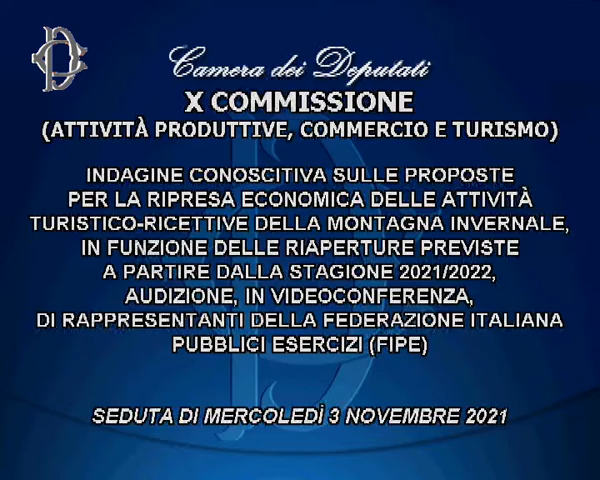 Camera dei Deputati
X COMMISSIONE
(ATTIVITÀ PRODUTTIVE, COMMERCIO E TURISMO)
INDAGINE CONOSCITIVA SULLE PROPOSTE
PER LA RIPRESA ECONOMICA DELLE ATTIVITÀ
TURISTICO-RICETTIVE DELLA MONTAGNA INVERNALE,
IN FUNZIONE DELLE RIAPERTURE PREVISTE
A PARTIRE DALLA STAGIONE 2021/2022,
AUDIZIONE, IN VIDEOCONFERENZA,
DI RAPPRESENTANTI DELLA FEDERAZIONE ITALIANA
PUBBLICI ESERCIZI (FIPE)
SEDUTA DI MERCOLEDÌ 3 NOVEMBRE 2021